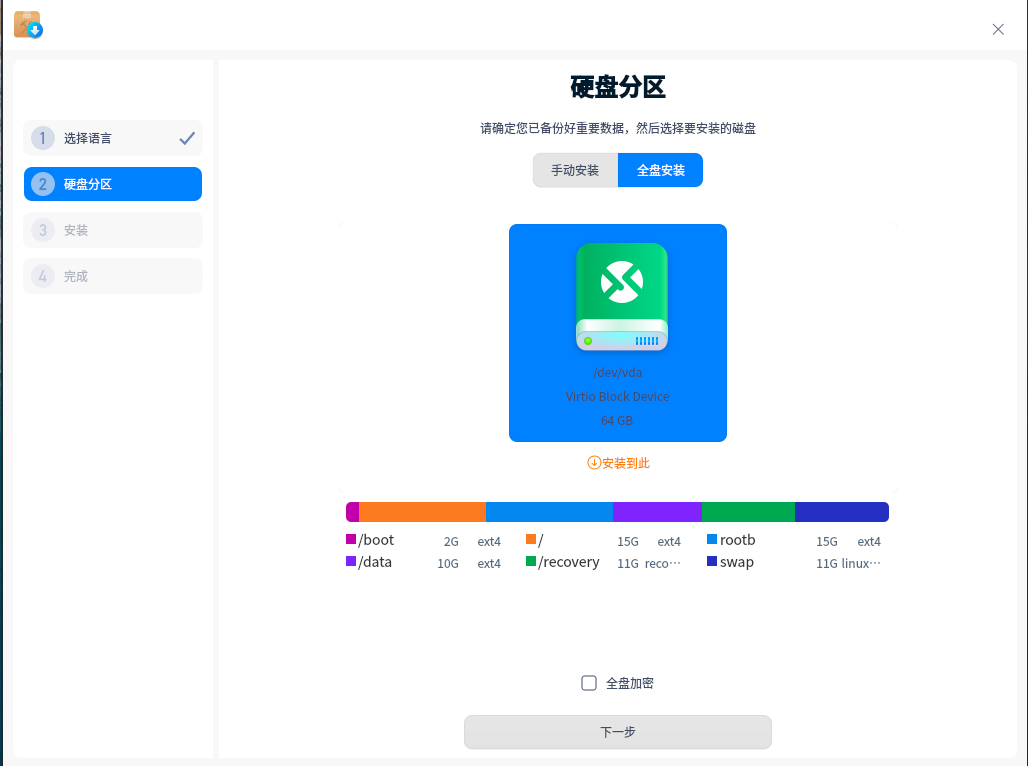 硬盘分区
请确定您已备份好重要数据，然后选择要安装的磁盘
手动安装 全盘安装
1 选择语言
2 硬盘分区
3 安装
4 完成
/dev/vda
Virtio Block Device
64 GB
安装到此
/boot 2G ext4 / 15G ext4 rootb 15G ext4
/data 10G ext4 /recovery 11G reco··· swap 11G linux···
全盘加密
下一步